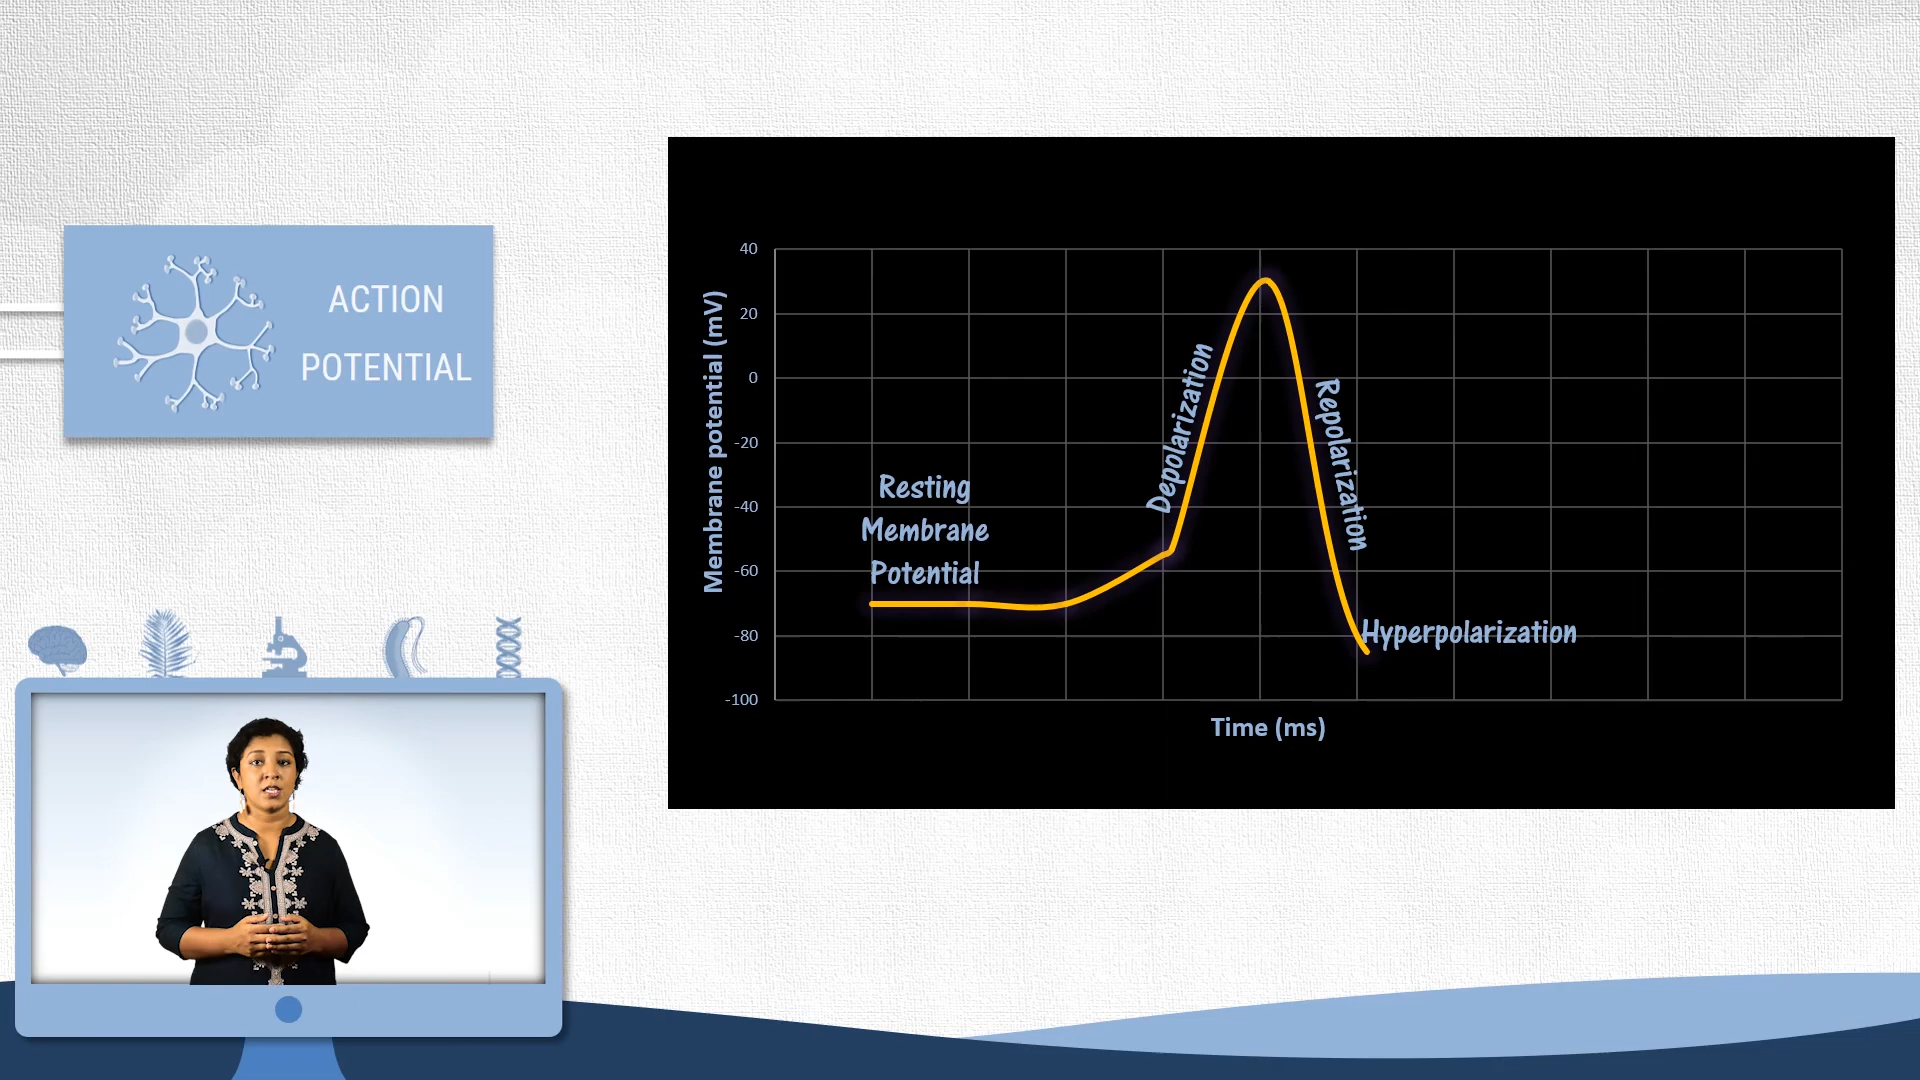 ACTION
POTENTIAL
40
20
0
-20
-40
-60
-80
-100
Membrane potential (mV)
Resting
Membrane
Potential
Depolarization
Repolarization
Hyperpolarization
Time (ms)